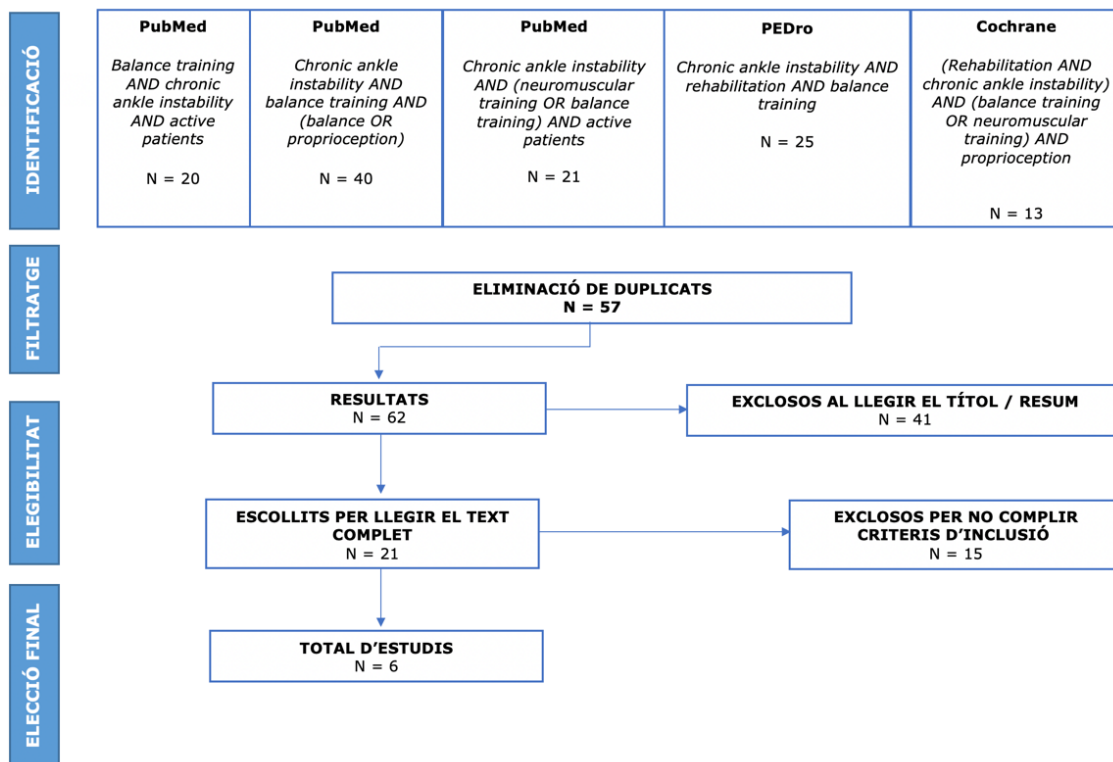 IDENTIFICACIÓ
PubMed
Balance training
AND chronic
ankle instability
AND active
patients
N = 20
PubMed
Chronic ankle
instability AND
balance training AND
(balance OR
proprioception)
N = 40
PubMed
Chronic ankle instability
AND (neuromuscular
training OR balance
training) AND active
patients
N = 21
PEDro
Chronic ankle instability AND
rehabilitation AND balance
training
N = 25
Cochrane
(Rehabilitation AND
chronic ankle instability)
AND (balance training
OR neuromuscular
training) AND
proprioception
N = 13
FILTRATGE
ELIMINACIÓ DE DUPLICATS
N = 57
ELEGIBILITAT
RESULTATS
N = 62
EXCLOSOS AL LLEGIR EL TÍTOL / RESUM
N = 41
ESCOLLITS PER LLEGIR EL TEXT
COMPLET
N = 21
EXCLOSOS PER NO COMPLIR
CRITERIS D'INCLUSIÓ
N = 15
ELECCIÓ FINAL
TOTAL D'ESTUDIS
N = 6